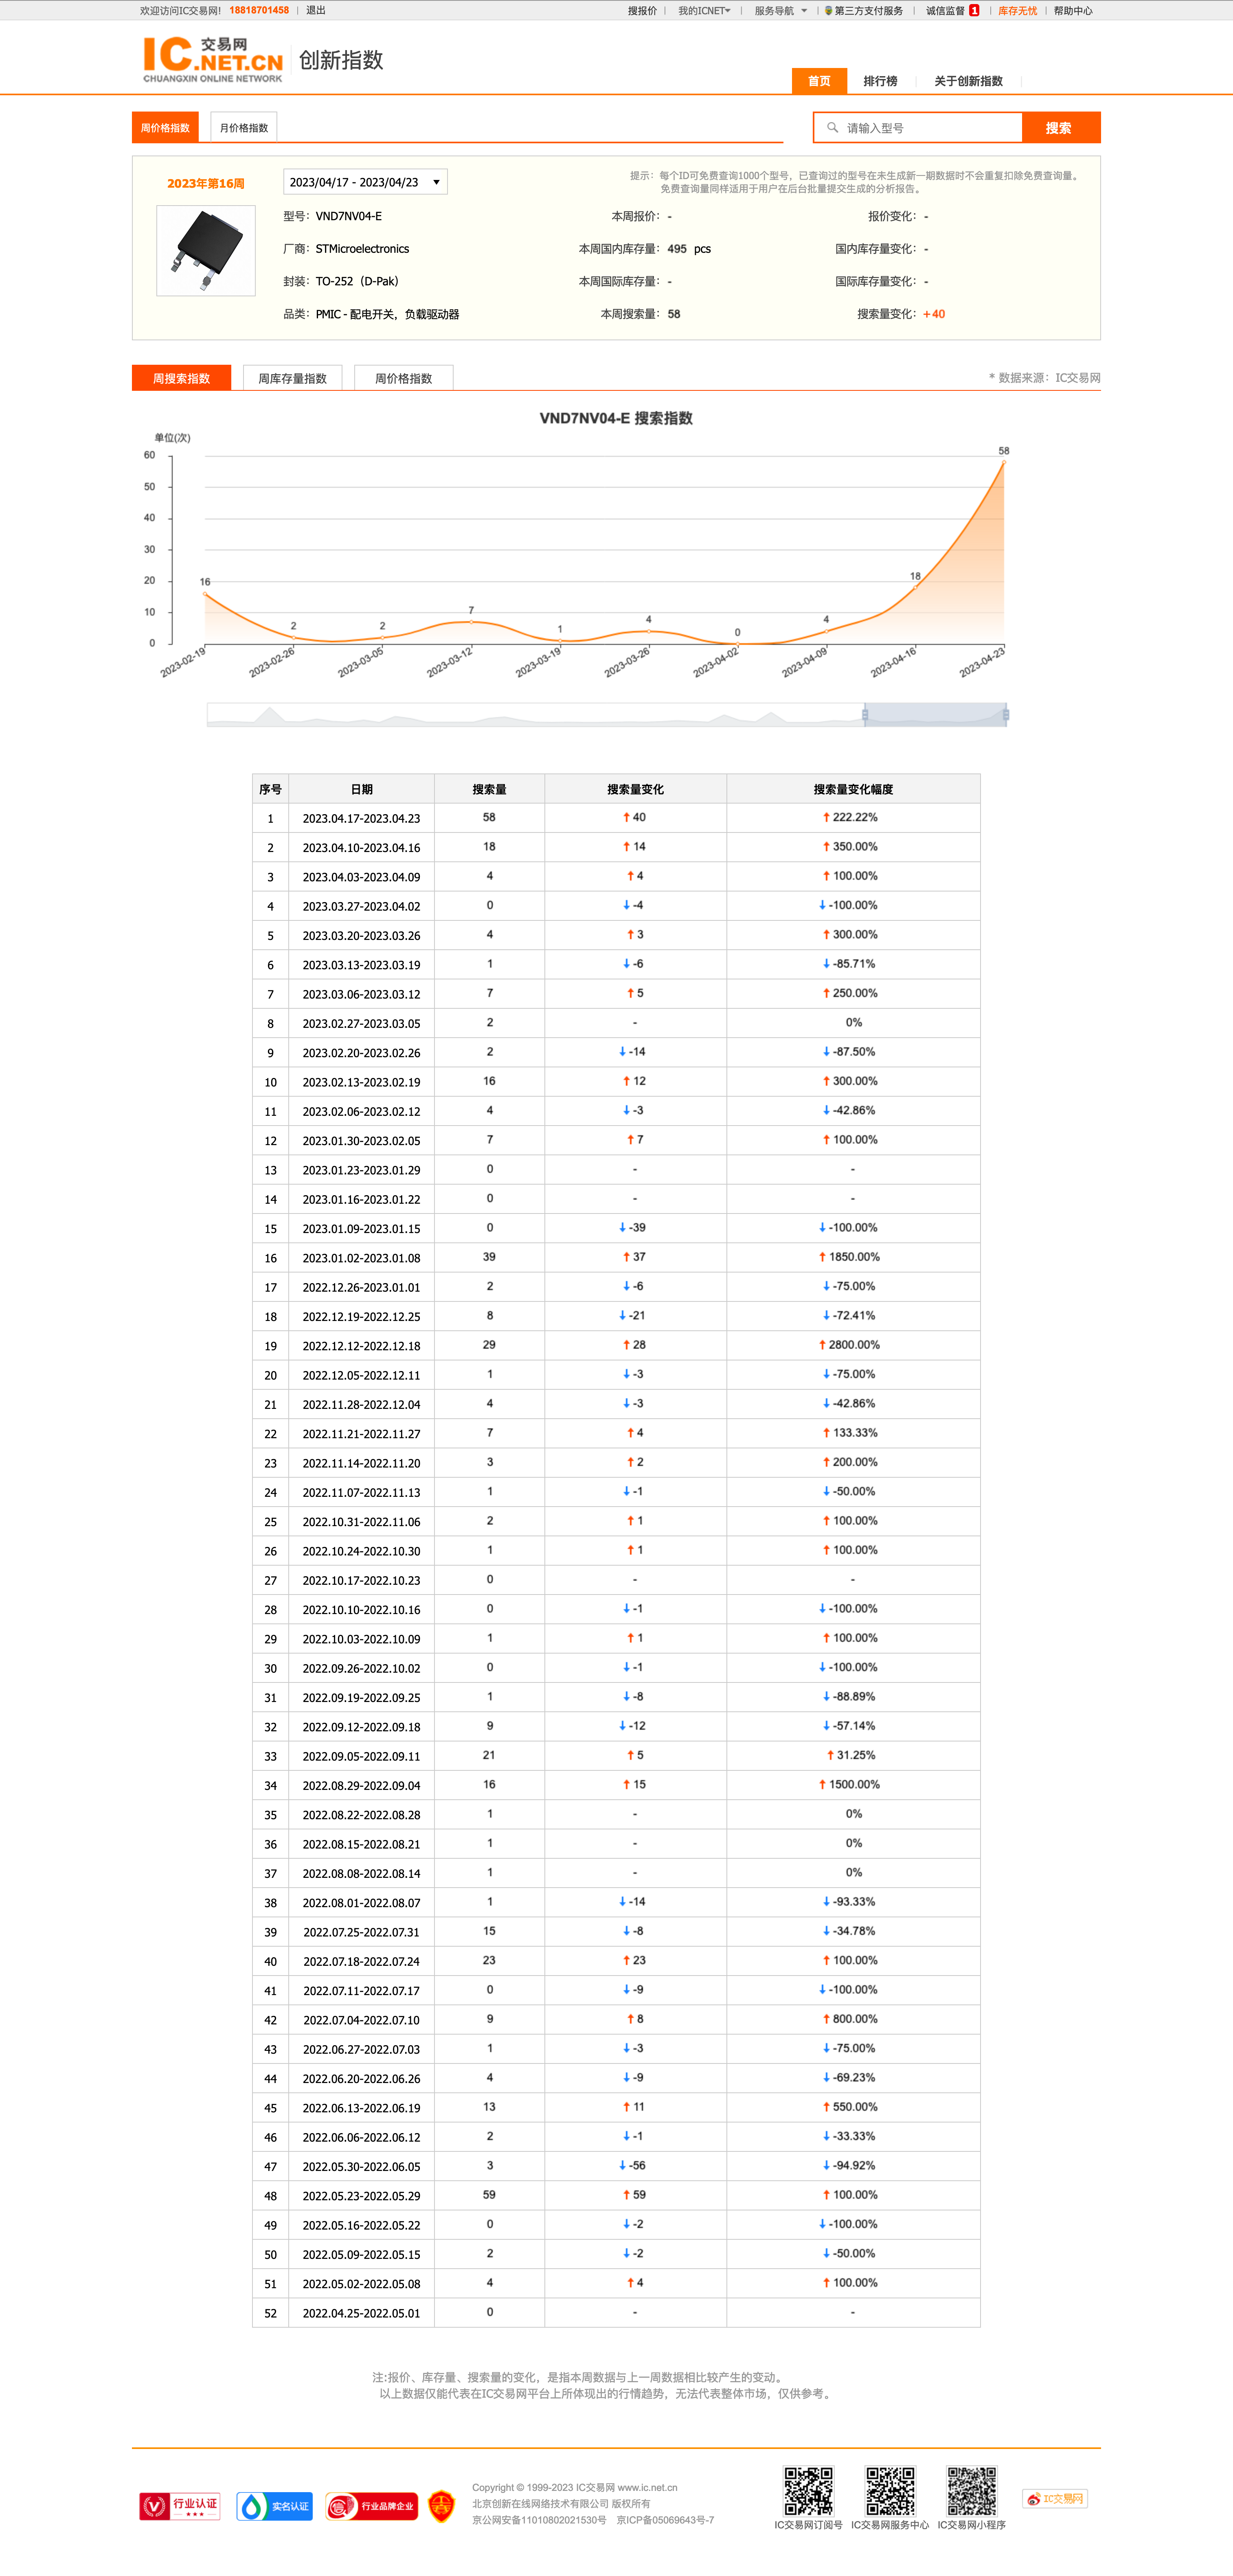 欢迎访问IC交易网! 18818701458 | 退出 搜报价 | 我的ICNET | 服务导航 | 第三方支付服务 | 诚信监督 1 | 库存无忧 | 帮助中心
IC 交易网 .NET.CN
CHUANGXIN ONLINE NETWORK
创新指数
首页 排行榜 关于创新指数
周价格指数 月价格指数 请输入型号 搜索
2023年第16周 2023/04/17 - 2023/04/23
提示：每个ID可免费查询1000个型号，已查询过的型号在未生成新一期数据时不会重复扣除免费查询量。
免费查询量同样适用于用户在后台批量提交生成的分析报告。
型号：VND7NV04-E 本周报价：- 报价变化：-
厂商：STMicroelectronics 本周国内库存量：495 pcs 国内库存量变化：-
封装：TO-252（D-Pak） 本周国际库存量：- 国际库存量变化：-
品类：PMIC - 配电开关，负载驱动器 本周搜索量：58 搜索量变化：+40
周搜索指数 周库存量指数 周价格指数 * 数据来源：IC交易网
VND7NV04-E 搜索指数
单位(次)
60
50
40
30
20
10
0
16 2 2 7 1 4 0 4 18 58
2023-02-19 2023-02-26 2023-03-05 2023-03-12 2023-03-19 2023-03-26 2023-04-02 2023-04-09 2023-04-16 2023-04-23
序号 日期 搜索量 搜索量变化 搜索量变化幅度
1 2023.04.17-2023.04.23 58 ↑ 40 ↑ 222.22%
2 2023.04.10-2023.04.16 18 ↑ 14 ↑ 350.00%
3 2023.04.03-2023.04.09 4 ↑ 4 ↑ 100.00%
4 2023.03.27-2023.04.02 0 ↓ -4 ↓ -100.00%
5 2023.03.20-2023.03.26 4 ↑ 3 ↑ 300.00%
6 2023.03.13-2023.03.19 1 ↓ -6 ↓ -85.71%
7 2023.03.06-2023.03.12 7 ↑ 5 ↑ 250.00%
8 2023.02.27-2023.03.05 2 - 0%
9 2023.02.20-2023.02.26 2 ↓ -14 ↓ -87.50%
10 2023.02.13-2023.02.19 16 ↑ 12 ↑ 300.00%
11 2023.02.06-2023.02.12 4 ↓ -3 ↓ -42.86%
12 2023.01.30-2023.02.05 7 ↑ 7 ↑ 100.00%
13 2023.01.23-2023.01.29 0 - -
14 2023.01.16-2023.01.22 0 - -
15 2023.01.09-2023.01.15 0 ↓ -39 ↓ -100.00%
16 2023.01.02-2023.01.08 39 ↑ 37 ↑ 1850.00%
17 2022.12.26-2023.01.01 2 ↓ -6 ↓ -75.00%
18 2022.12.19-2022.12.25 8 ↓ -21 ↓ -72.41%
19 2022.12.12-2022.12.18 29 ↑ 28 ↑ 2800.00%
20 2022.12.05-2022.12.11 1 ↓ -3 ↓ -75.00%
21 2022.11.28-2022.12.04 4 ↓ -3 ↓ -42.86%
22 2022.11.21-2022.11.27 7 ↑ 4 ↑ 133.33%
23 2022.11.14-2022.11.20 3 ↑ 2 ↑ 200.00%
24 2022.11.07-2022.11.13 1 ↓ -1 ↓ -50.00%
25 2022.10.31-2022.11.06 2 ↑ 1 ↑ 100.00%
26 2022.10.24-2022.10.30 1 ↑ 1 ↑ 100.00%
27 2022.10.17-2022.10.23 0 - -
28 2022.10.10-2022.10.16 0 ↓ -1 ↓ -100.00%
29 2022.10.03-2022.10.09 1 ↑ 1 ↑ 100.00%
30 2022.09.26-2022.10.02 0 ↓ -1 ↓ -100.00%
31 2022.09.19-2022.09.25 1 ↓ -8 ↓ -88.89%
32 2022.09.12-2022.09.18 9 ↓ -12 ↓ -57.14%
33 2022.09.05-2022.09.11 21 ↑ 5 ↑ 31.25%
34 2022.08.29-2022.09.04 16 ↑ 15 ↑ 1500.00%
35 2022.08.22-2022.08.28 1 - 0%
36 2022.08.15-2022.08.21 1 - 0%
37 2022.08.08-2022.08.14 1 - 0%
38 2022.08.01-2022.08.07 1 ↓ -14 ↓ -93.33%
39 2022.07.25-2022.07.31 15 ↓ -8 ↓ -34.78%
40 2022.07.18-2022.07.24 23 ↑ 23 ↑ 100.00%
41 2022.07.11-2022.07.17 0 ↓ -9 ↓ -100.00%
42 2022.07.04-2022.07.10 9 ↑ 8 ↑ 800.00%
43 2022.06.27-2022.07.03 1 ↓ -3 ↓ -75.00%
44 2022.06.20-2022.06.26 4 ↓ -9 ↓ -69.23%
45 2022.06.13-2022.06.19 13 ↑ 11 ↑ 550.00%
46 2022.06.06-2022.06.12 2 ↓ -1 ↓ -33.33%
47 2022.05.30-2022.06.05 3 ↓ -56 ↓ -94.92%
48 2022.05.23-2022.05.29 59 ↑ 59 ↑ 100.00%
49 2022.05.16-2022.05.22 0 ↓ -2 ↓ -100.00%
50 2022.05.09-2022.05.15 2 ↓ -2 ↓ -50.00%
51 2022.05.02-2022.05.08 4 ↑ 4 ↑ 100.00%
52 2022.04.25-2022.05.01 0 - -
注:报价、库存量、搜索量的变化，是指本周数据与上一周数据相比较产生的变动。
以上数据仅能代表在IC交易网平台上所体现出的行情趋势，无法代表整体市场，仅供参考。
行业认证 实名认证 行业品牌企业
Copyright © 1999-2023 IC交易网 www.ic.net.cn
北京创新在线网络技术有限公司 版权所有
京公网安备11010802021530号 京ICP备05069643号-7
IC交易网订阅号 IC交易网服务中心 IC交易网小程序
IC交易网